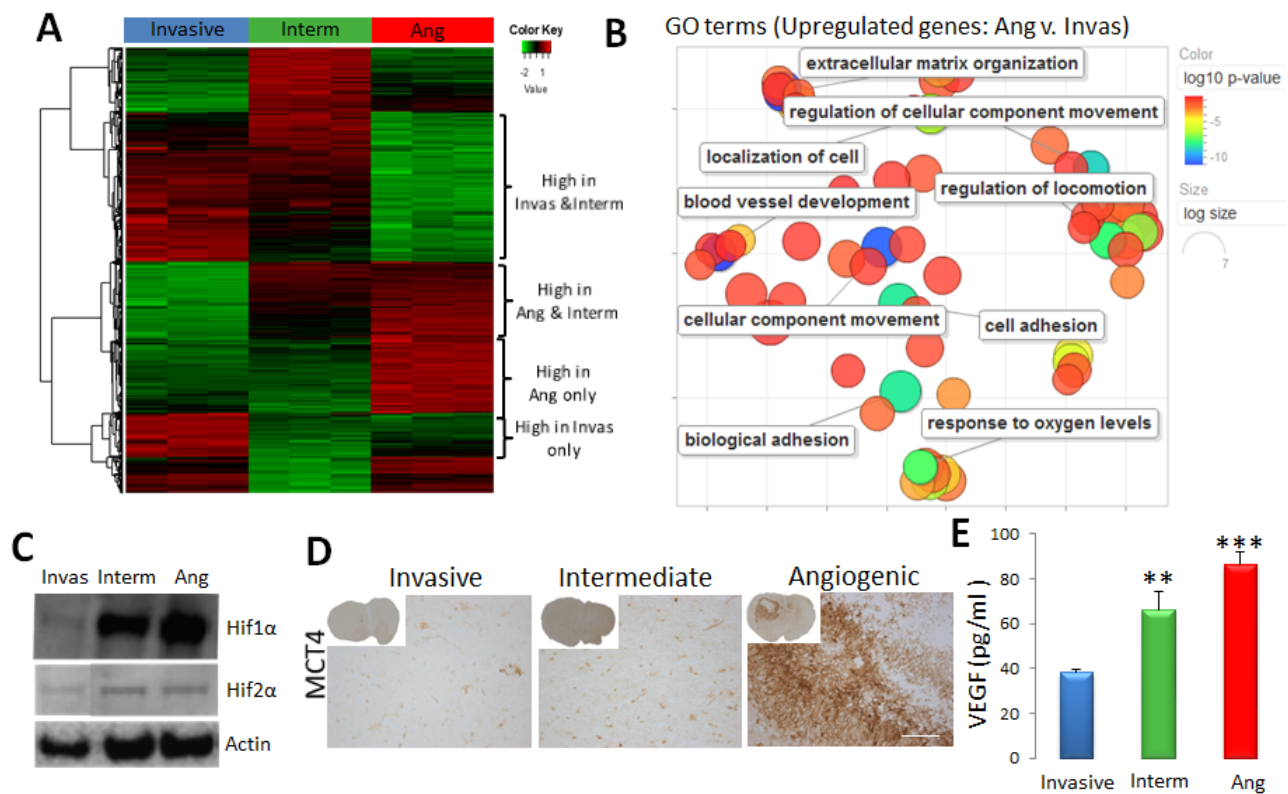 A
Invasive Interm Ang
Color Key
-2 1
Value
High in
Invas &Interm
High in
Ang & Interm
High in
Ang only
High in Invas
only
B
GO terms (Upregulated genes: Ang v. Invas)
extracellular matrix organization
regulation of cellular component movement
localization of cell
regulation of locomotion
blood vessel development
cellular component movement
cell adhesion
biological adhesion
response to oxygen levels
Color
log10 p-value
-5
-10
Size
log size
7
C
Invas Interm Ang
Hif1α
Hif2α
Actin
D
Invasive Intermediate Angiogenic
MCT4
E
VEGF (pg/ml)
100
80
60
40
20
0
**
***
Invasive Interm Ang